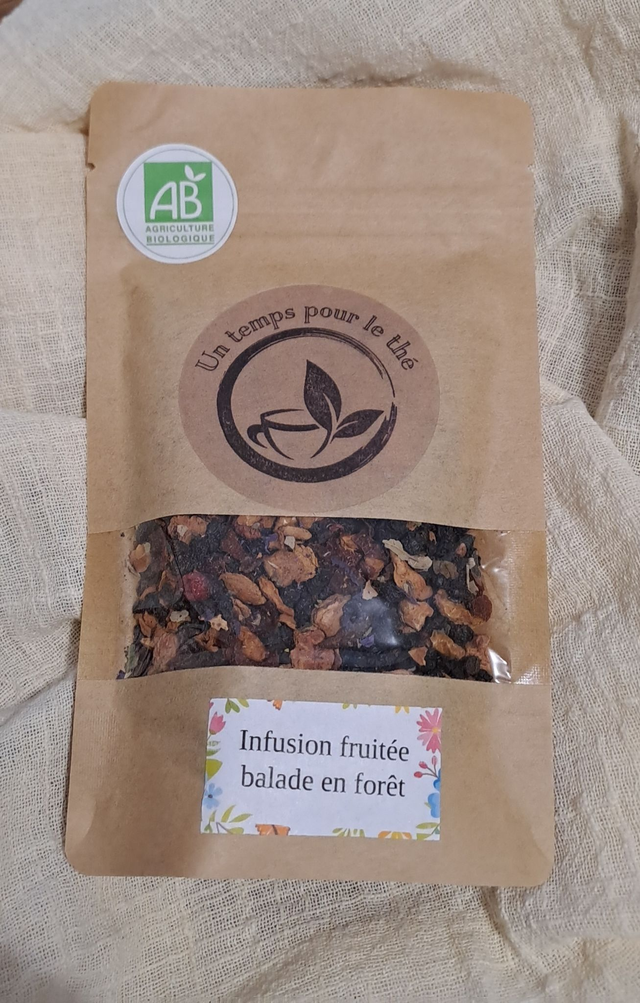 AB
AGRICULTURE
BIOLOGIQUE
Un temps pour le thé
Infusion fruitée
balade en forêt